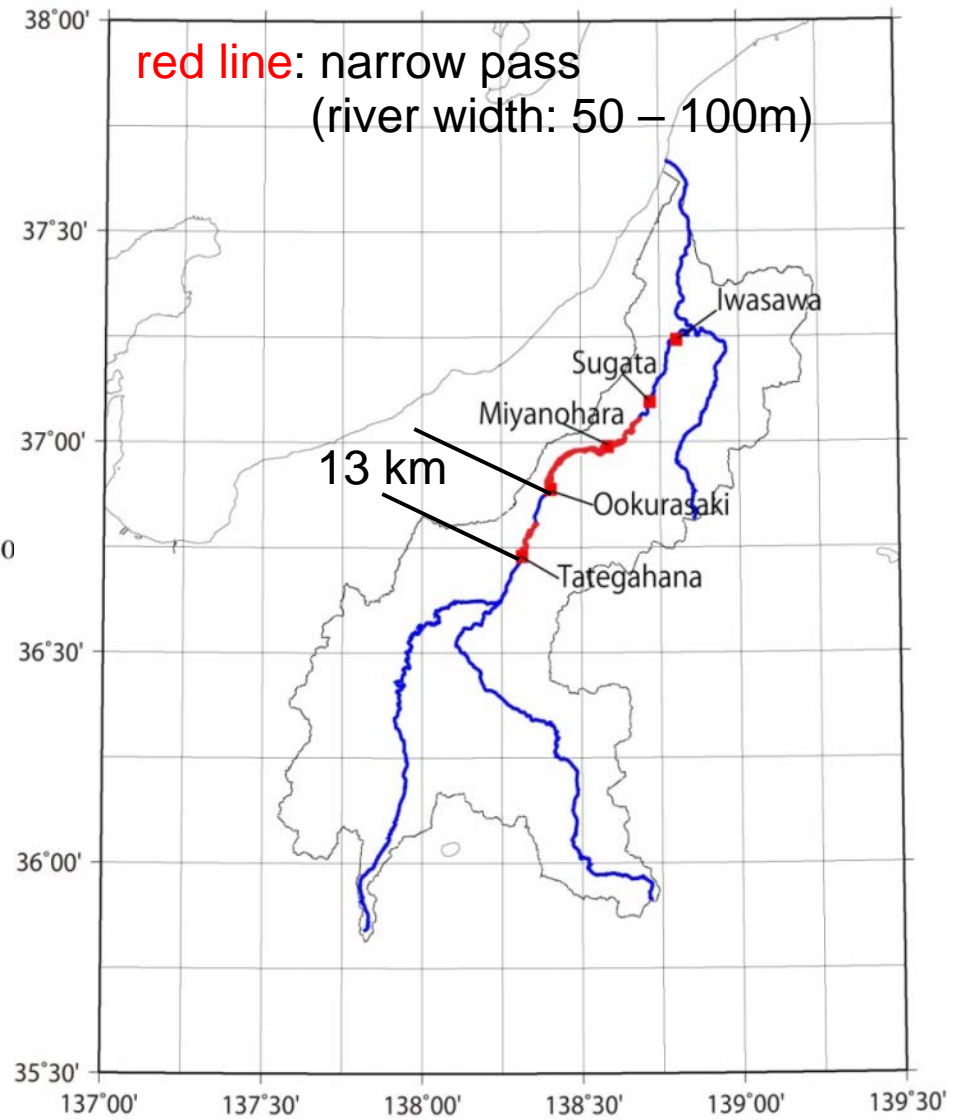 38°00'
red line: narrow pass
(river width: 50 – 100m)
37°30'
Iwasawa
Sugata
Miyanohara
37°00'
13 km
Ookurasaki
0
Tategahana
36°30'
36°00'
35°30'
137°00' 137°30' 138°00' 138°30' 139°00' 139°30'